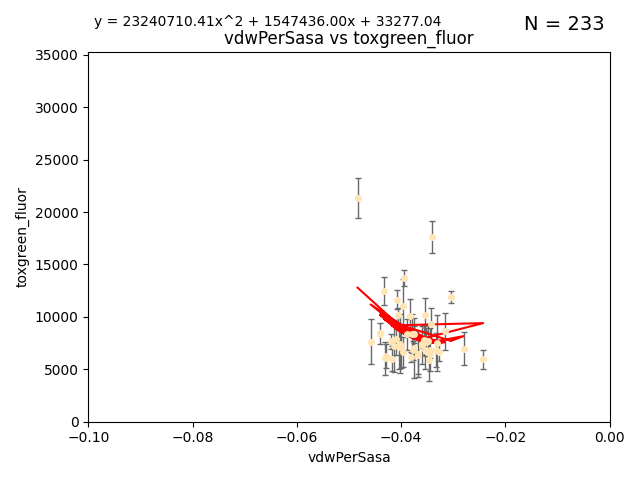 y = 23240710.41x^2 + 1547436.00x + 33277.04
N = 233
vdwPerSasa vs toxgreen_fluor
35000
30000
25000
20000
15000
10000
5000
0
toxgreen_fluor
−0.10
−0.08
−0.06
−0.04
−0.02
0.00
vdwPerSasa